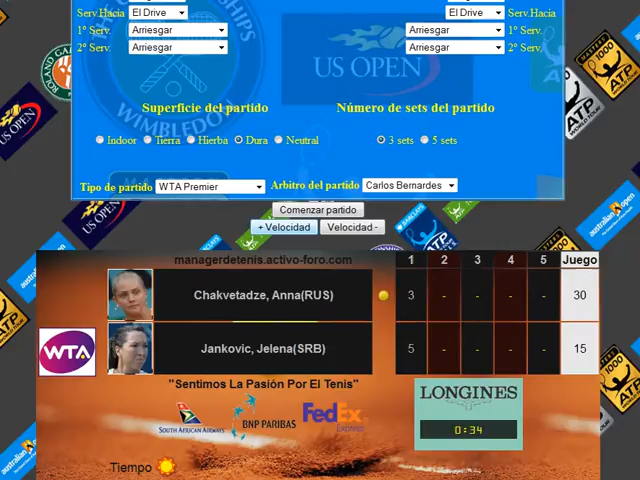 Serv.Hacia El Drive El Drive Serv.Hacia
1º Serv. Arriesgar Arriesgar 1º Serv.
2º Serv. Arriesgar Arriesgar 2º Serv.
US OPEN
WIMBLEDON
Superficie del partido Número de sets del partido
Indoor Tierra Hierba Dura Neutral 3 sets 5 sets
Tipo de partido WTA Premier Arbitro del partido Carlos Bernardes
Comenzar partido
+ Velocidad Velocidad -
managerdetenis.activo-foro.com 1 2 3 4 5 Juego
Chakvetadze, Anna(RUS) 3 - - - - 30
WTA
Jankovic, Jelena(SRB) 5 - - - - 15
"Sentimos La Pasión Por El Tenis"
SOUTH AFRICAN AIRWAYS BNP PARIBAS FedEx Express
LONGINES
0:34
Tiempo